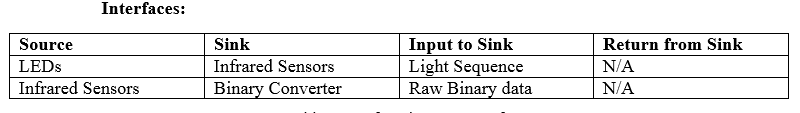 Interfaces:
Source Sink Input to Sink Return from Sink
LEDs Infrared Sensors Light Sequence N/A
Infrared Sensors Binary Converter Raw Binary data N/A